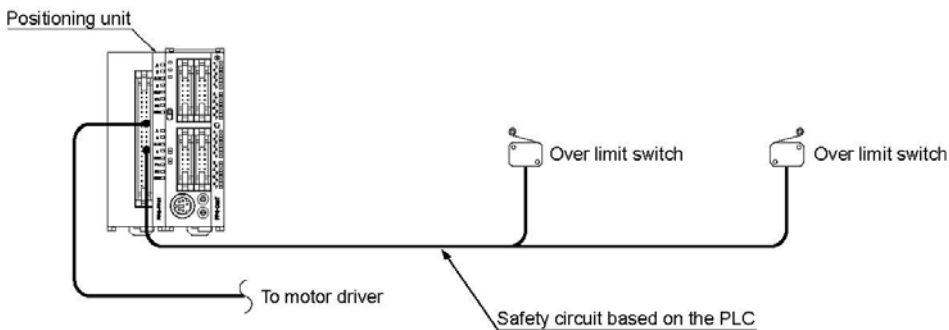 Positioning unit
Over limit switch
Over limit switch
To motor driver
Safety circuit based on the PLC